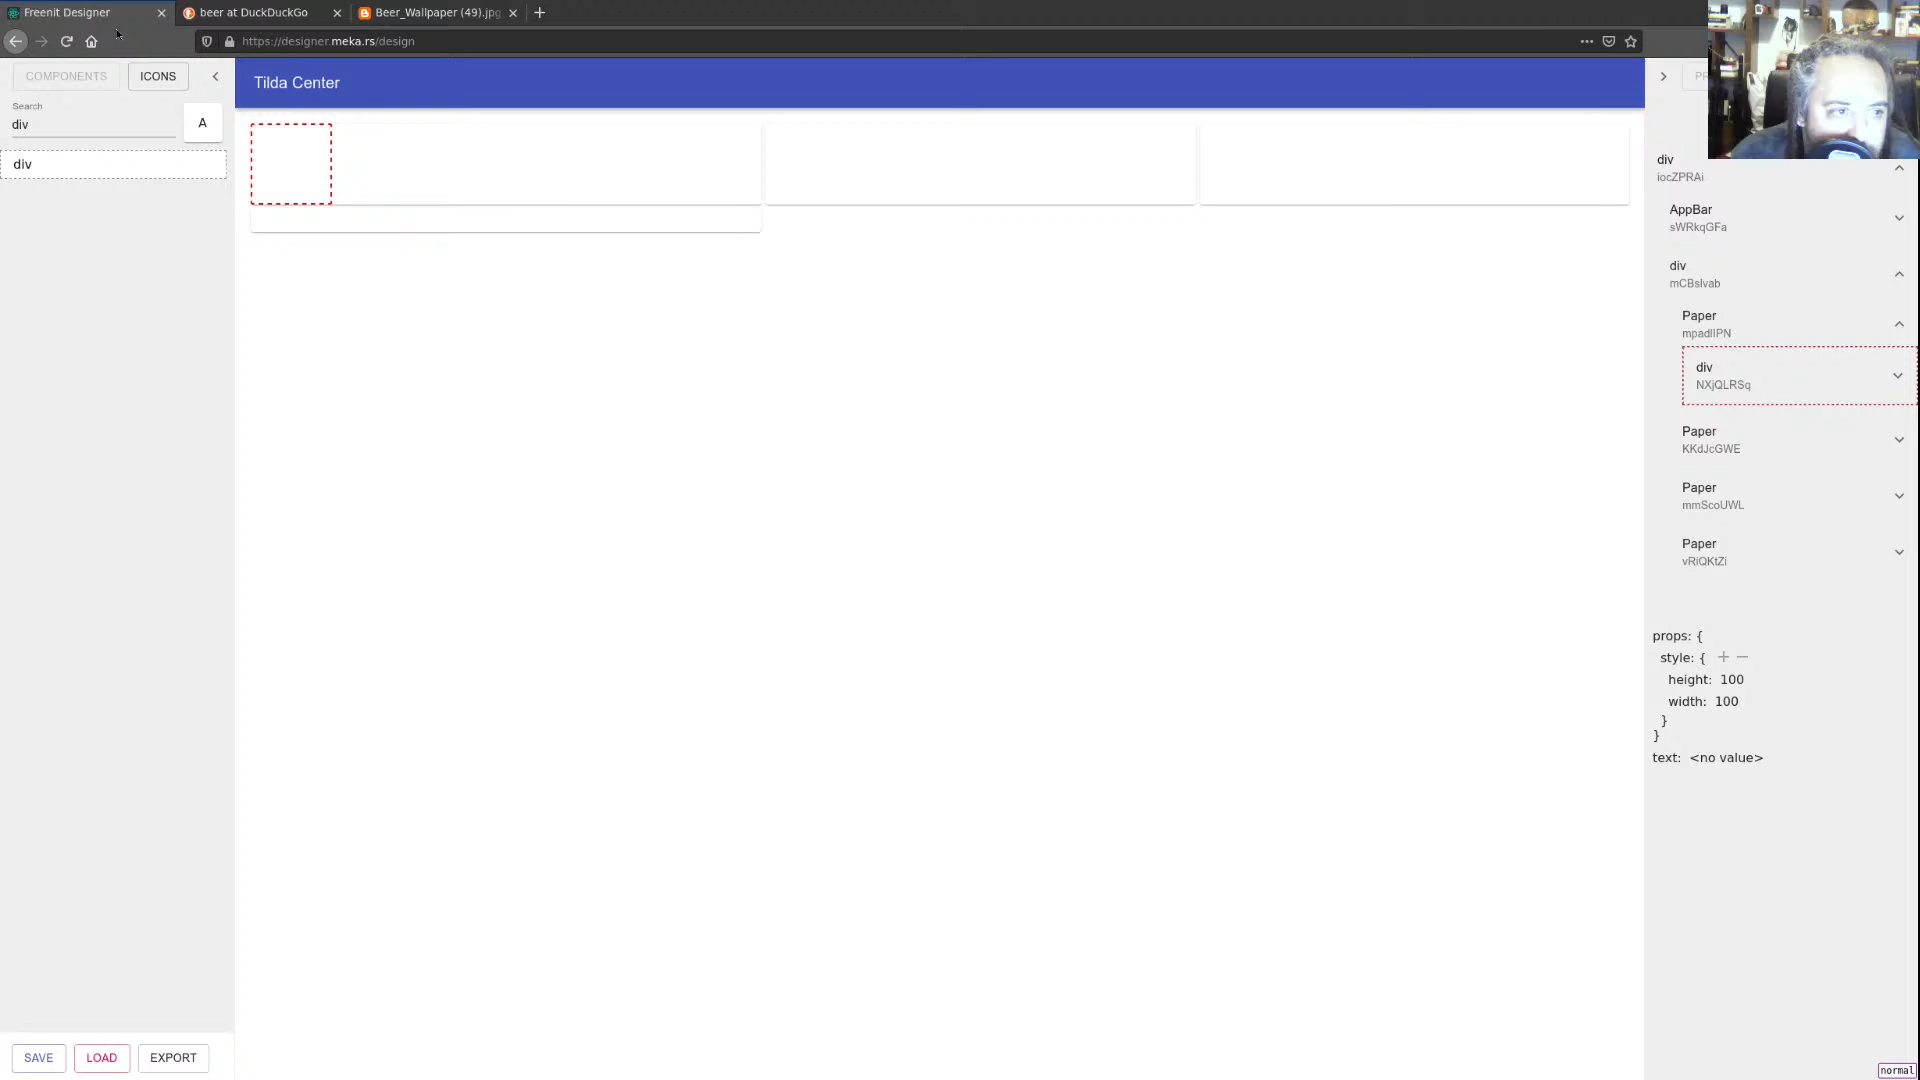 Freenit Designer
beer at DuckDuckGo
Beer_Wallpaper (49).jpg
https://designer.meka.rs/design
COMPONENTS
ICONS
Search
div
A
div
Tilda Center
div
iocZPRAi
AppBar
sWRkqGFa
div
mCBslvab
Paper
mpadIIPN
div
NXjQLRSq
Paper
KKdJcGWE
Paper
mmScoUWL
Paper
vRiQKtZi
props: {
style: { + −
height: 100
width: 100
}
}
text: <no value>
SAVE
LOAD
EXPORT
normal